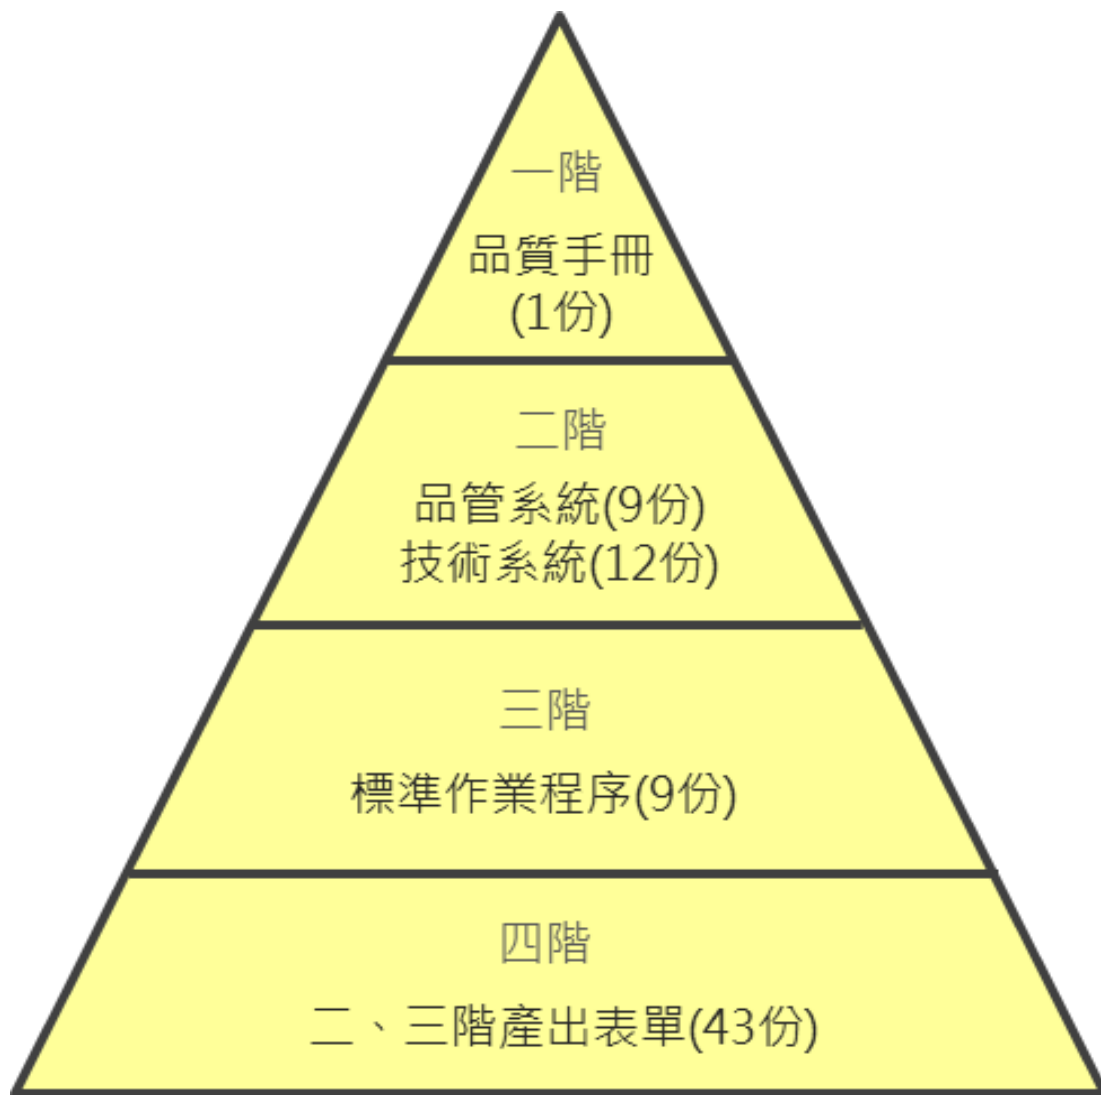 一階
品質手冊
(1份)
二階
品管系統(9份)
技術系統(12份)
三階
標準作業程序(9份)
四階
二、三階產出表單(43份)